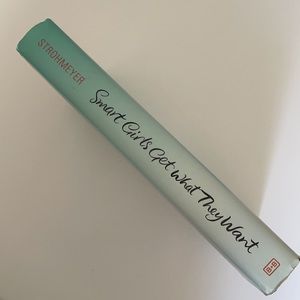 STROHMEYER
Smart Girls Get What They Want
B+B